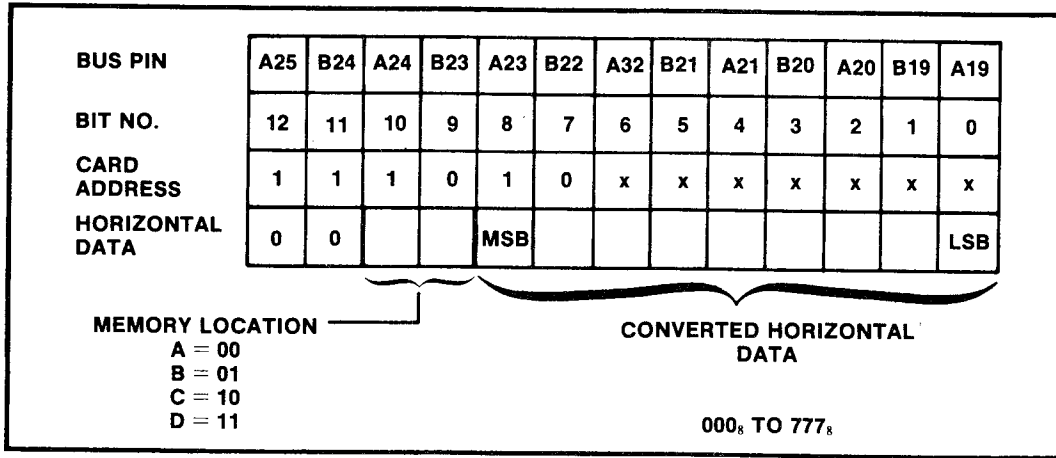 BUS PIN A25 B24 A24 B23 A23 B22 A32 B21 A21 B20 A20 B19 A19
BIT NO. 12 11 10 9 8 7 6 5 4 3 2 1 0
CARD ADDRESS 1 1 1 0 1 0 x x x x x x x
HORIZONTAL DATA 0 0 MSB LSB
MEMORY LOCATION
A = 00
B = 01
C = 10
D = 11
CONVERTED HORIZONTAL
DATA
000₈ TO 777₈